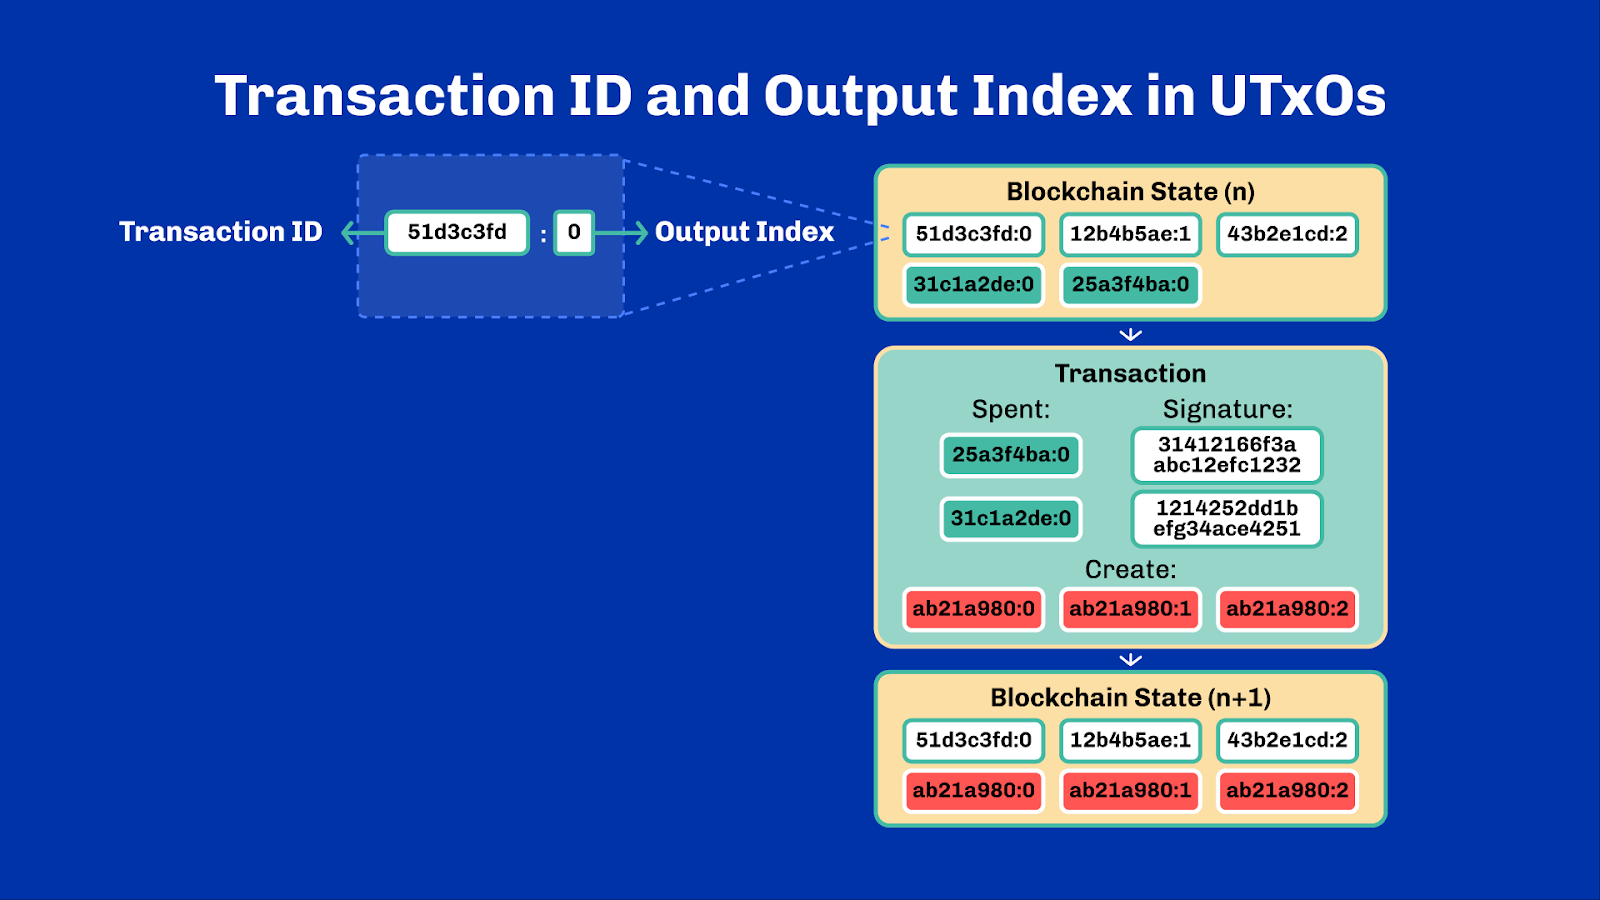 Transaction ID and Output Index in UTxOs
Transaction ID
51d3c3fd : 0
Output Index
Blockchain State (n)
51d3c3fd:0 12b4b5ae:1 43b2e1cd:2
31c1a2de:0 25a3f4ba:0
Transaction
Spent: Signature:
25a3f4ba:0
31412166f3a
abc12efc1232
31c1a2de:0
1214252dd1b
efg34ace4251
Create:
ab21a980:0 ab21a980:1 ab21a980:2
Blockchain State (n+1)
51d3c3fd:0 12b4b5ae:1 43b2e1cd:2
ab21a980:0 ab21a980:1 ab21a980:2